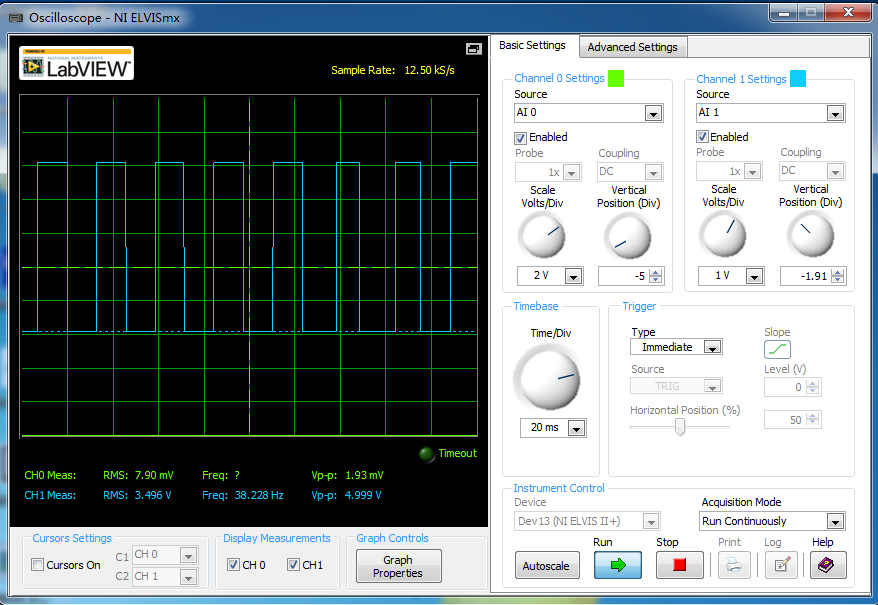 Oscilloscope - NI ELVISmx
POWERED BY
NATIONAL INSTRUMENTS
LabVIEW™
Sample Rate: 12.50 kS/s
Timeout
CH0 Meas: RMS: 7.90 mV Freq: ? Vp-p: 1.93 mV
CH1 Meas: RMS: 3.496 V Freq: 38.228 Hz Vp-p: 4.999 V
Cursors Settings
Cursors On
C1 CH 0
C2 CH 1
Display Measurements
CH 0 CH1
Graph Controls
Graph
Properties
Basic Settings Advanced Settings
Channel 0 Settings
Source
AI 0
Enabled
Probe Coupling
1x DC
Scale Vertical
Volts/Div Position (Div)
2 V -5
Channel 1 Settings
Source
AI 1
Enabled
Probe Coupling
1x DC
Scale Vertical
Volts/Div Position (Div)
1 V -1.91
Timebase
Time/Div
20 ms
Trigger
Type Slope
Immediate
Source Level (V)
TRIG 0
Horizontal Position (%)
50
Instrument Control
Device Acquisition Mode
Dev13 (NI ELVIS II+) Run Continuously
Run Stop Print Log Help
Autoscale